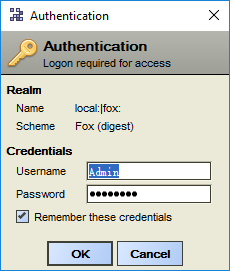 Authentication
Authentication
Logon required for access
Realm
Name local:|fox:
Scheme Fox (digest)
Credentials
Username Admin
Password ●●●●●●●●
Remember these credentials
OK Cancel